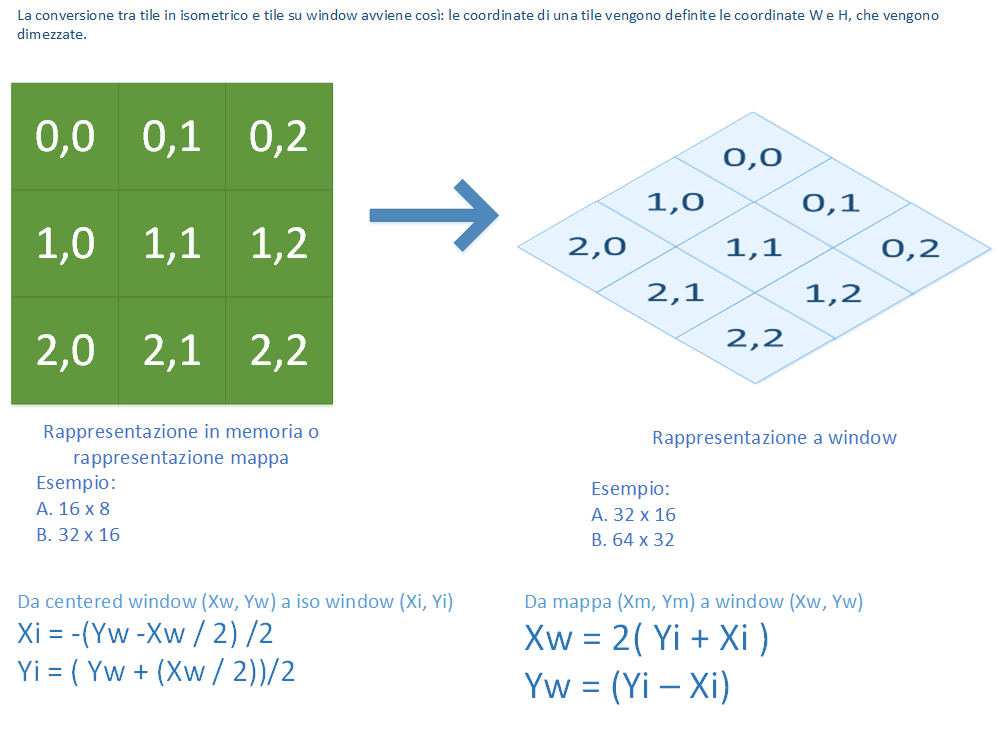 La conversione tra tile in isometrico e tile su window avviene così: le coordinate di una tile vengono definite le coordinate W e H, che vengono
dimezzate.
0,0 0,1 0,2
1,0 1,1 1,2
2,0 2,1 2,2
Rappresentazione in memoria o
rappresentazione mappa
Esempio:
A. 16 x 8
B. 32 x 16
0,0
1,0 0,1
2,0 1,1 0,2
2,1 1,2
2,2
Rappresentazione a window
Esempio:
A. 32 x 16
B. 64 x 32
Da centered window (Xw, Yw) a iso window (Xi, Yi)
Xi = -(Yw -Xw / 2) /2
Yi = ( Yw + (Xw / 2))/2
Da mappa (Xm, Ym) a window (Xw, Yw)
Xw = 2( Yi + Xi )
Yw = (Yi – Xi)